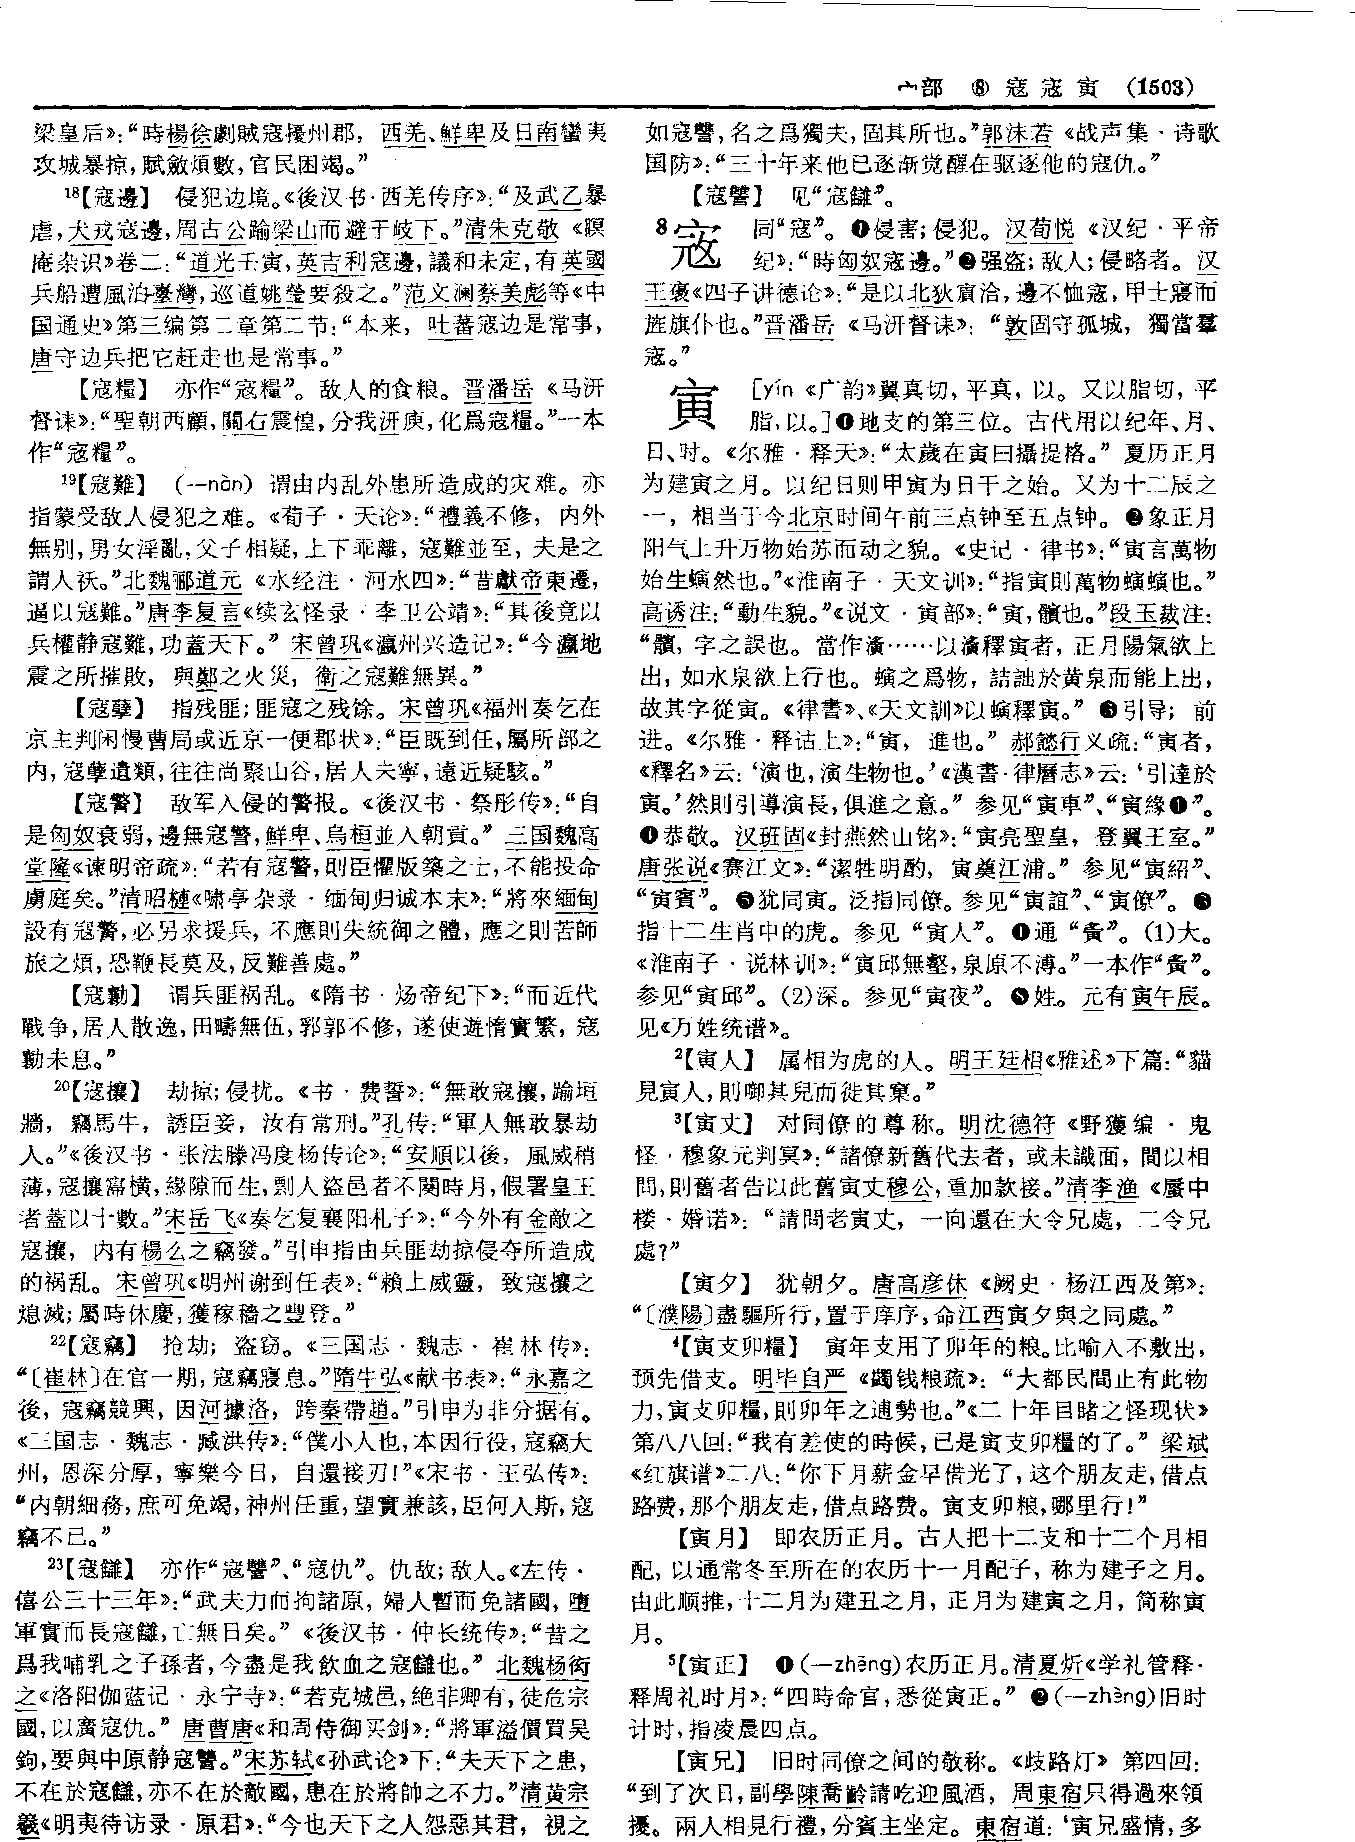 宀部 ⑧ 寇 㓂 寅 (1503)
梁皇后》：“時楊徐劇賊寇擾州郡，西羌、鮮卑及日南蠻夷
攻城暴掠，賦斂煩數，官民困竭。”
18【寇邊】 侵犯边境。《後汉书·西羌传序》：“及武乙暴
虐，犬戎寇邊，周古公踰梁山而避于岐下。”清朱克敬《瞑
庵杂识》卷二：“道光壬寅，英吉利寇邊，議和未定，有英國
兵船遭風泊臺灣，巡道姚瑩要殺之。”范文澜蔡美彪等《中
国通史》第三编第二章第二节：“本来，吐蕃寇边是常事，
唐守边兵把它赶走也是常事。”
【寇糧】 亦作“寇粮”。敌人的食粮。晋潘岳《马汧
督诔》：“聖朝西顧，關右震惶，分我汧庾，化爲寇糧。”一本
作“寇粮”。
19【寇難】 (—nàn) 谓由内乱外患所造成的灾难。亦
指蒙受敌人侵犯之难。《荀子·天论》：“禮義不修，内外
無别，男女淫亂，父子相疑，上下乖離，寇難並至，夫是之
謂人祅。”北魏郦道元《水经注·河水四》：“昔獻帝東遷，
逼以寇難。”唐李复言《续玄怪录·李卫公靖》：“其後竟以
兵權静寇難，功蓋天下。”宋曾巩《瀛州兴造记》：“今瀛地
震之所摧敗，與鄭之火災，衛之寇難無異。”
【寇孽】 指残匪；匪寇之残馀。宋曾巩《福州奏乞在
京主判闲慢曹局或近京一便郡状》：“臣既到任，屬所部之
内，寇孽遺類，往往尚聚山谷，居人未寧，遠近疑駭。”
【寇警】 敌军入侵的警报。《後汉书·祭肜传》：“自
是匈奴衰弱，邊無寇警，鮮卑、烏桓並入朝貢。”三国魏高
堂隆《谏明帝疏》：“若有寇警，則臣懼版築之士，不能投命
虜庭矣。”清昭槤《啸亭杂录·缅甸归诚本末》：“將來緬甸
設有寇警，必另求援兵，不應則失統御之體，應之則苦師
旅之煩，恐鞭長莫及，反難善處。”
【寇勦】 谓兵匪祸乱。《隋书·炀帝纪下》：“而近代
戰争，居人散逸，田疇無伍，郛郭不修，遂使遊惰實繁，寇
勦未息。”
20【寇攘】 劫掠；侵扰。《书·费誓》：“無敢寇攘，踰垣
牆，竊馬牛，誘臣妾，汝有常刑。”孔传：“軍人無敢暴劫
人。”《後汉书·张法滕冯度杨传论》：“安順以後，風威稍
薄，寇攘寖横，緣隙而生，剽人盗邑者不闋時月，假署皇王
者蓋以十數。”宋岳飞《奏乞复襄阳札子》：“今外有金敵之
寇攘，内有楊么之竊發。”引申指由兵匪劫掠侵夺所造成
的祸乱。宋曾巩《明州谢到任表》：“賴上威靈，致寇攘之
熄滅；屬時休慶，獲稼穡之豐登。”
22【寇竊】 抢劫；盗窃。《三国志·魏志·崔林传》：
“〔崔林〕在官一期，寇竊寢息。”隋牛弘《献书表》：“永嘉之
後，寇竊競興，因河據洛，跨秦帶趙。”引申为非分据有。
《三国志·魏志·臧洪传》：“僕小人也，本因行役，寇竊大
州，恩深分厚，寧樂今日，自還接刃！”《宋书·王弘传》：
“内朝細務，庶可免竭，神州任重，望實兼該，臣何人斯，寇
竊不已。”
23【寇讎】 亦作“寇讐”、“寇仇”。仇敌；敌人。《左传·
僖公三十三年》：“武夫力而拘諸原，婦人暫而免諸國，墮
軍實而長寇讎，亡無日矣。”《後汉书·仲长统传》：“昔之
爲我哺乳之子孫者，今盡是我飲血之寇讎也。”北魏杨衒
之《洛阳伽蓝记·永宁寺》：“若克城邑，絶非卿有，徒危宗
國，以廣寇仇。”唐曹唐《和周侍御买剑》：“將軍溢價買吴
鉤，要與中原静寇讐。”宋苏轼《孙武论》下：“夫天下之患，
不在於寇讎，亦不在於敵國，患在於將帥之不力。”清黄宗
羲《明夷待访录·原君》：“今也天下之人怨惡其君，視之
如寇讐，名之爲獨夫，固其所也。”郭沫若《战声集·诗歌
国防》：“三十年来他已逐渐觉醒在驱逐他的寇仇。”
【寇讐】 见“寇讎”。
8㓂 同“寇”。❶侵害；侵犯。汉荀悦《汉纪·平帝
纪》：“時匈奴㓂邊。”❷强盗；敌人；侵略者。汉
王褒《四子讲德论》：“是以北狄賓洽，邊不恤㓂，甲士寢而
旌旗仆也。”晋潘岳《马汧督诔》：“敦固守孤城，獨當羣
㓂。”
寅 [yín《广韵》翼真切，平真，以。又以脂切，平
脂，以。]❶地支的第三位。古代用以纪年、月、
日、时。《尔雅·释天》：“太歲在寅曰攝提格。”夏历正月
为建寅之月。以纪日则甲寅为日干之始。又为十二辰之
一，相当于今北京时间午前三点钟至五点钟。❷象正月
阳气上升万物始苏而动之貌。《史记·律书》：“寅言萬物
始生螾然也。”《淮南子·天文训》：“指寅則萬物螾螾也。”
高诱注：“動生貌。”《说文·寅部》：“寅，髕也。”段玉裁注：
“髕，字之誤也。當作濥……以濥釋寅者，正月陽氣欲上
出，如水泉欲上行也。螾之爲物，詰詘於黄泉而能上出，
故其字從寅。《律書》、《天文訓》以螾釋寅。”❸引导；前
进。《尔雅·释诂上》：“寅，進也。”郝懿行义疏：“寅者，
《釋名》云：‘演也，演生物也。’《漢書·律曆志》云：‘引達於
寅。’然則引導演長，俱進之意。”参见“寅車”、“寅緣❶”。
❹恭敬。汉班固《封燕然山铭》：“寅亮聖皇，登翼王室。”
唐张说《赛江文》：“潔牲明酌，寅奠江浦。”参见“寅紹”、
“寅賓”。❺犹同寅。泛指同僚。参见“寅誼”、“寅僚”。❻
指十二生肖中的虎。参见“寅人”。❼通“夤”。(1)大。
《淮南子·说林训》：“寅邱無壑，泉原不溥。”一本作“夤”。
参见“寅邱”。(2)深。参见“寅夜”。❽姓。元有寅午辰。
见《万姓统谱》。
2【寅人】 属相为虎的人。明王廷相《雅述》下篇：“貓
見寅人，則啣其兒而徙其窠。”
3【寅丈】 对同僚的尊称。明沈德符《野獲编·鬼
怪·穆象元判冥》：“諸僚新舊代去者，或未識面，間以相
問，則舊者告以此舊寅丈穆公，重加款接。”清李渔《蜃中
楼·婚诺》：“請問老寅丈，一向還在大令兄處，二令兄
處？”
【寅夕】 犹朝夕。唐高彦休《阙史·杨江西及第》：
“〔濮陽〕盡驅所行，置于庠序，命江西寅夕與之同處。”
4【寅支卯糧】 寅年支用了卯年的粮。比喻入不敷出，
预先借支。明毕自严《蠲钱粮疏》：“大都民間止有此物
力，寅支卯糧，則卯年之逋勢也。”《二十年目睹之怪现状》
第八八回：“我有差使的時候，已是寅支卯糧的了。”梁斌
《红旗谱》二八：“你下月薪金早借光了，这个朋友走，借点
路费，那个朋友走，借点路费。寅支卯粮，哪里行！”
【寅月】 即农历正月。古人把十二支和十二个月相
配，以通常冬至所在的农历十一月配子，称为建子之月。
由此顺推，十二月为建丑之月，正月为建寅之月，简称寅
月。
5【寅正】 ❶(—zhēng)农历正月。清夏炘《学礼管释·
释周礼时月》：“四時命官，悉從寅正。”❷(—zhèng)旧时
计时，指凌晨四点。
【寅兄】 旧时同僚之间的敬称。《歧路灯》第四回：
“到了次日，副學陳喬齡請吃迎風酒，周東宿只得過來領
擾。兩人相見行禮，分賓主坐定。東宿道：‘寅兄盛情，多